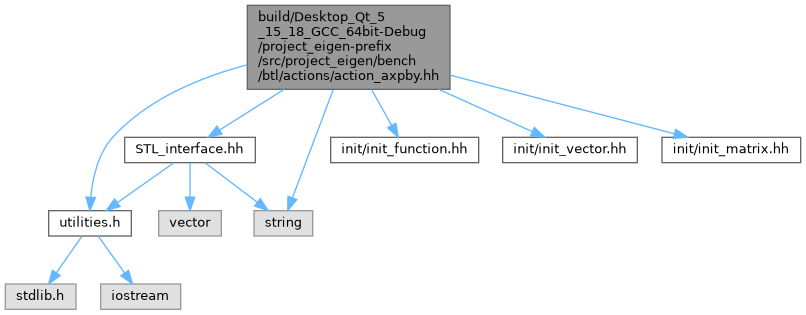 build/Desktop_Qt_5
_15_18_GCC_64bit-Debug
/project_eigen-prefix
/src/project_eigen/bench
/btl/actions/action_axpby.hh
STL_interface.hh
init/init_function.hh
init/init_vector.hh
init/init_matrix.hh
utilities.h
vector
string
stdlib.h
iostream